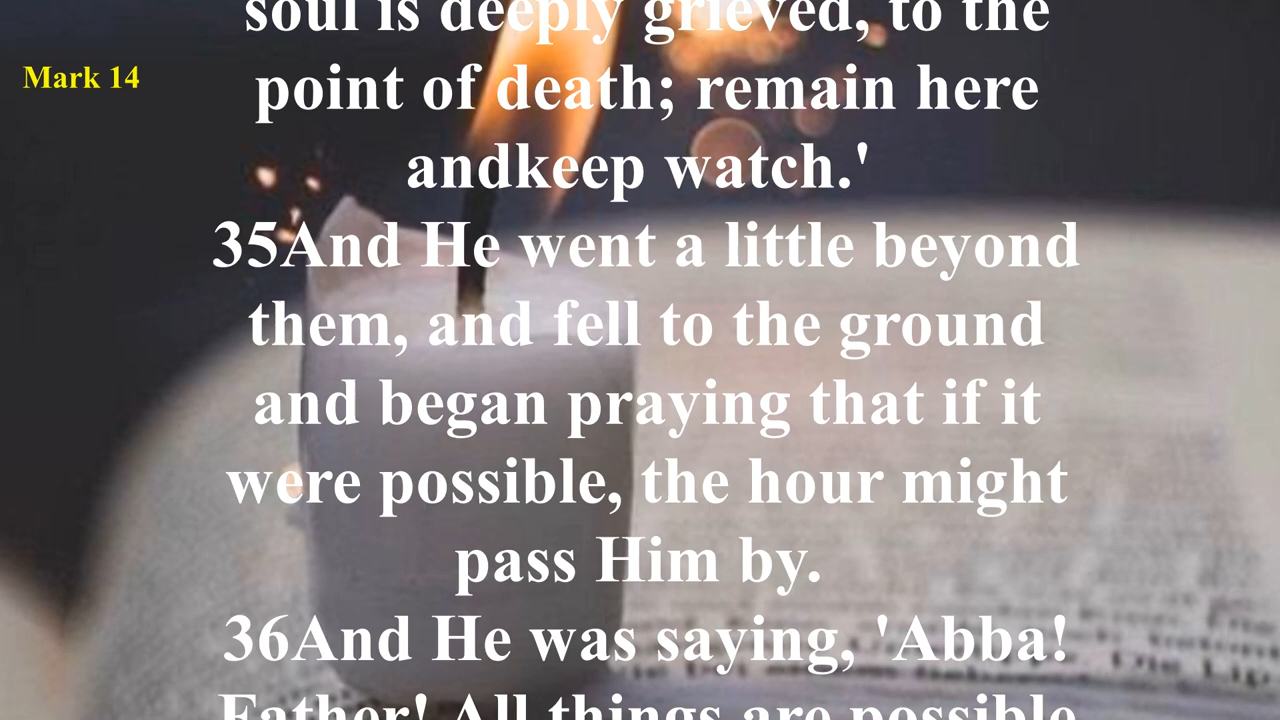 soul is deeply grieved, to the
Mark 14
point of death; remain here
andkeep watch.'
35And He went a little beyond
them, and fell to the ground
and began praying that if it
were possible, the hour might
pass Him by.
36And He was saying, 'Abba!
Father! All things are possible